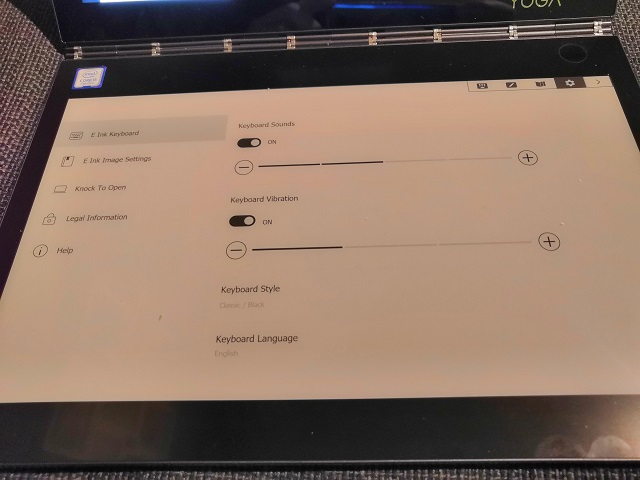 YOGA
E Ink Keyboard
E Ink Image Settings
Knock To Open
Legal Information
Help
Keyboard Sounds
ON
Keyboard Vibration
ON
Keyboard Style
Classic / Black
Keyboard Language
English